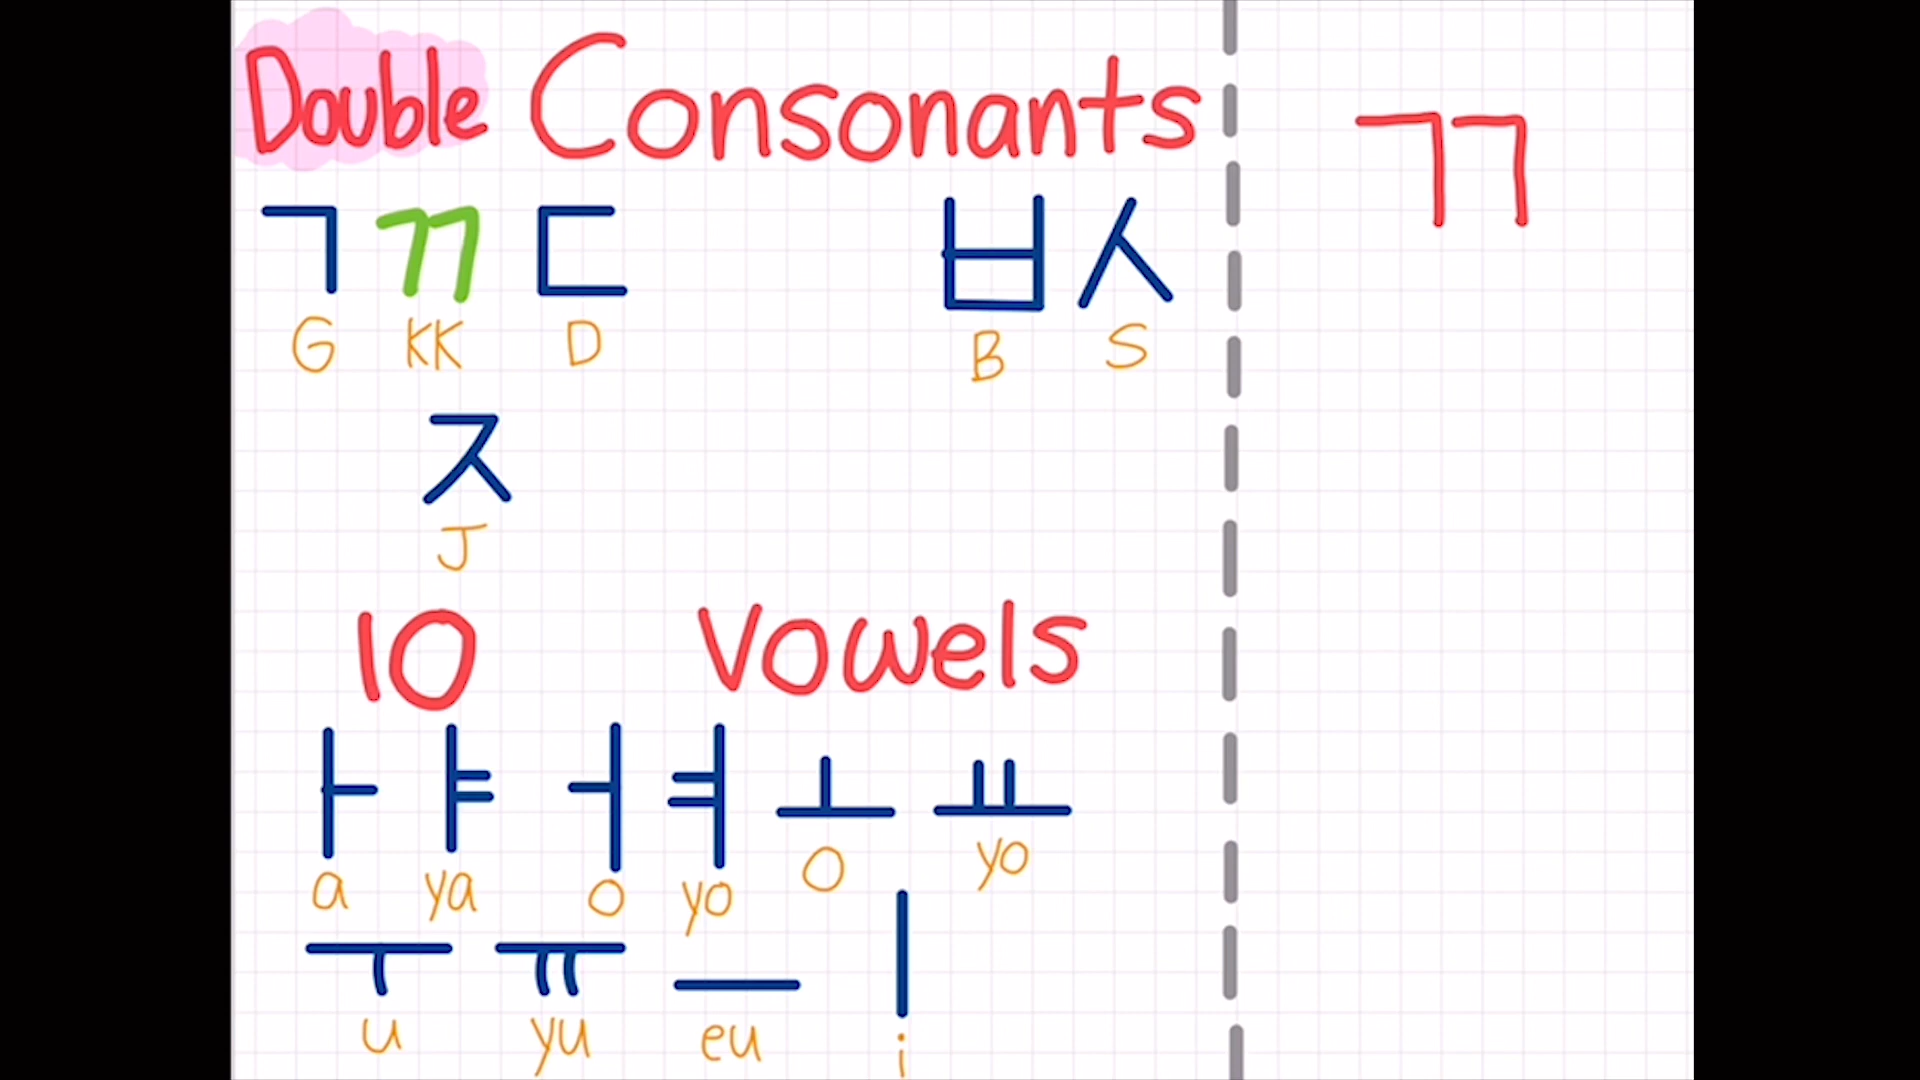 Double Consonants
ㄱ ㄲ ㄷ ㅂ ㅅ
G KK D B S
ㅈ
J
10 Vowels
ㅏ ㅑ ㅓ ㅕ ㅗ ㅛ
a ya o yo o yo
ㅜ ㅠ ㅡ ㅣ
u yu eu i
ㄲ